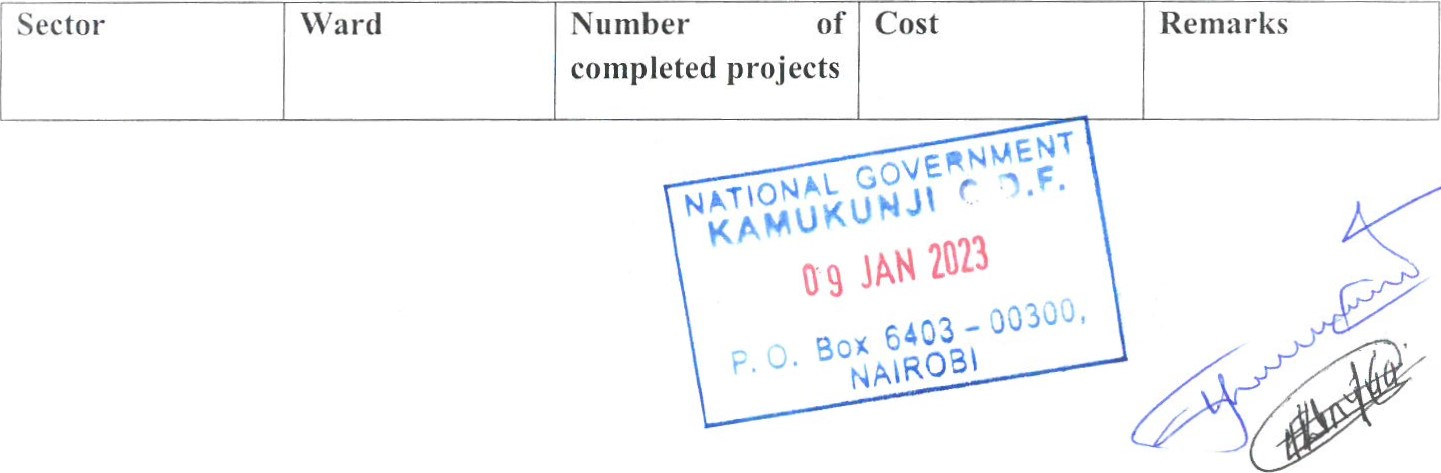 Sector Ward Number of Cost Remarks
completed projects
NATIONAL GOVERNMENT
KAMUKUNJI C.D.F.
09 JAN 2023
P. O. Box 6403 – 00300,
NAIROBI